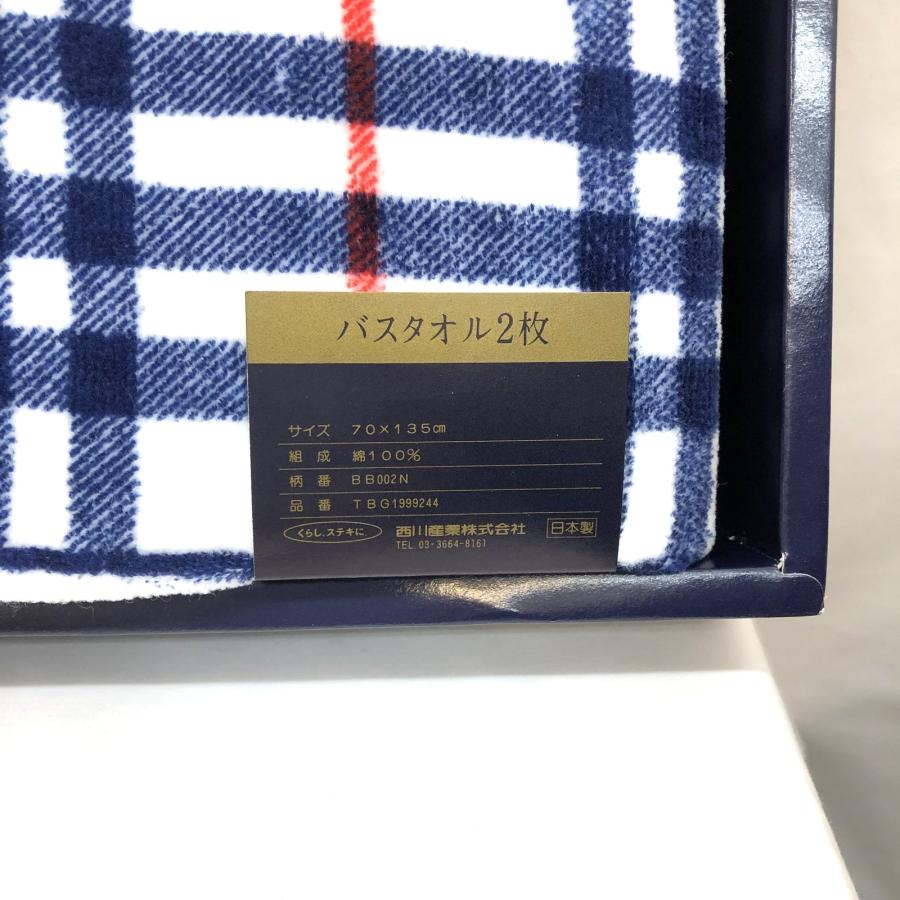 バスタオル2枚
サイズ 70×135㎝
組成 綿100%
柄番 BB002N
品番 TBG1999244
くらし、ステキに。 西川産業株式会社 日本製
TEL 03-3664-8161